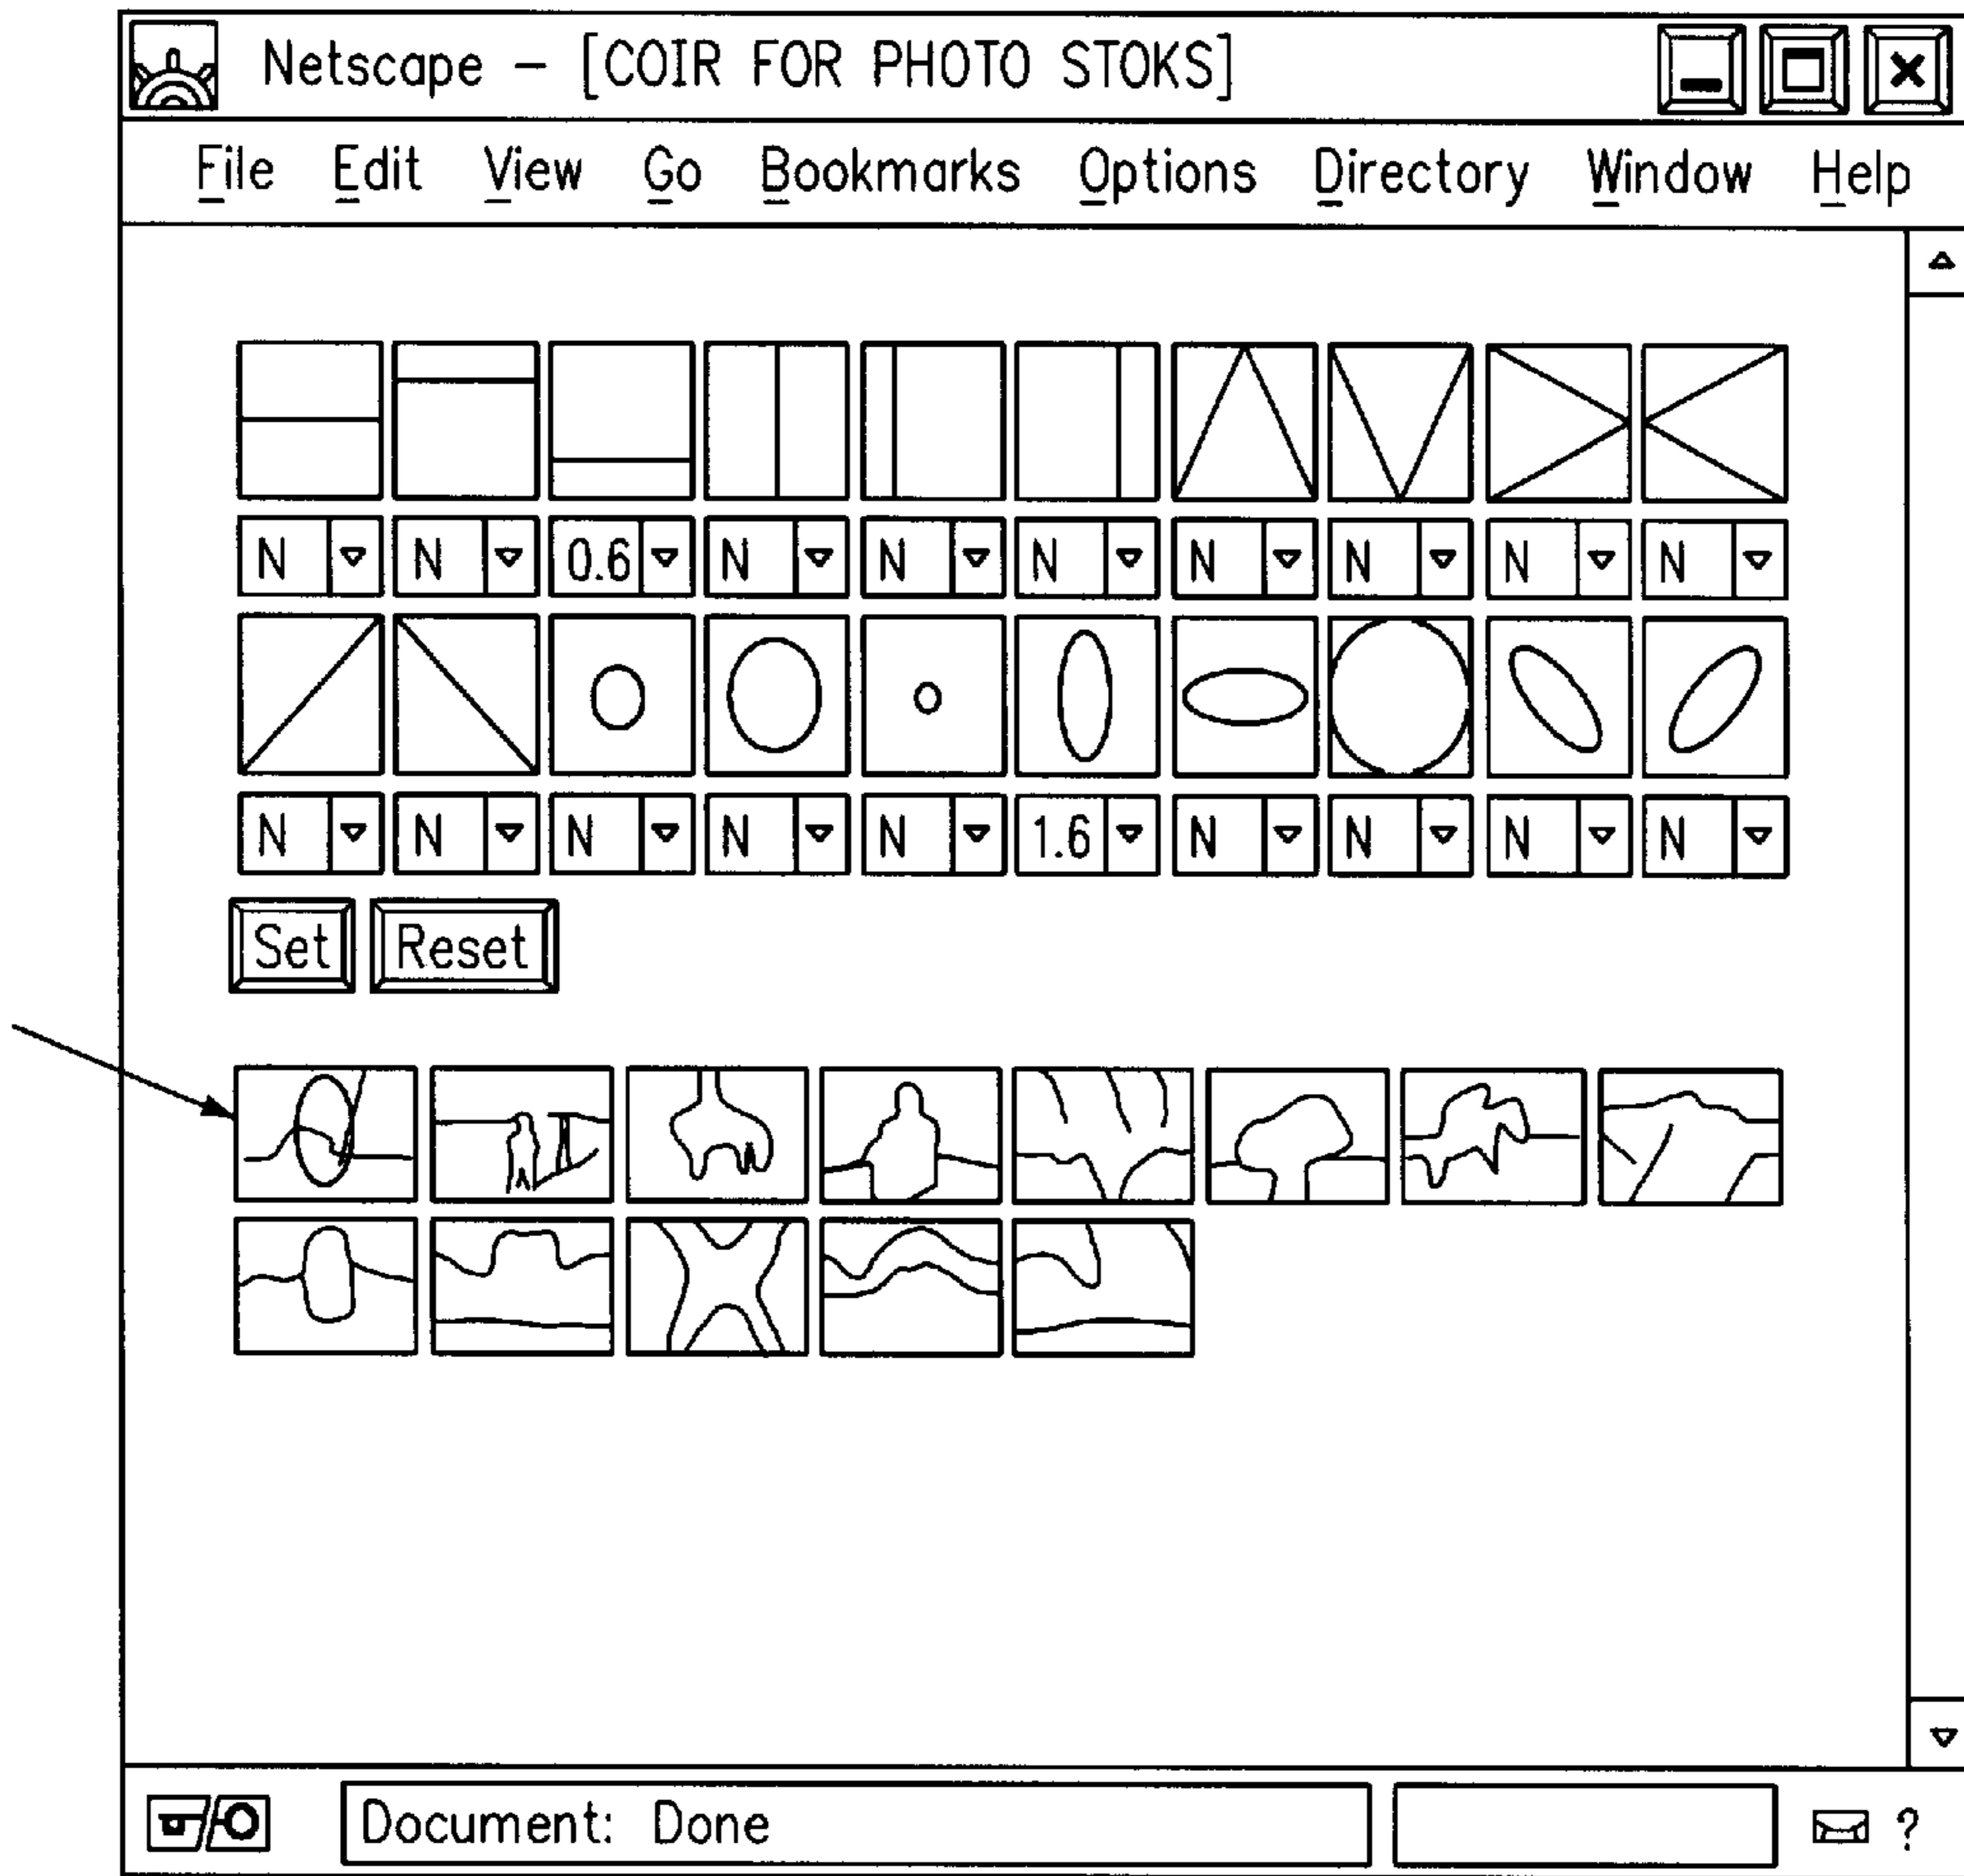 Netscape - [COIR FOR PHOTO STOKS]
File Edit View Go Bookmarks Options Directory Window Help
N N 0.6 N N N N N N N
N N N N N 1.6 N N N N
Set Reset
Document: Done
?